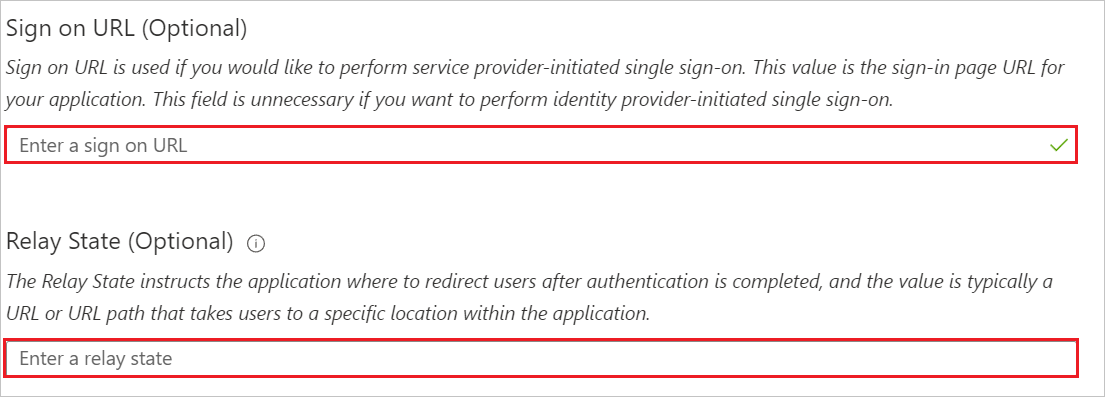 Sign on URL (Optional)
Sign on URL is used if you would like to perform service provider-initiated single sign-on. This value is the sign-in page URL for
your application. This field is unnecessary if you want to perform identity provider-initiated single sign-on.
Enter a sign on URL
Relay State (Optional)
The Relay State instructs the application where to redirect users after authentication is completed, and the value is typically a
URL or URL path that takes users to a specific location within the application.
Enter a relay state